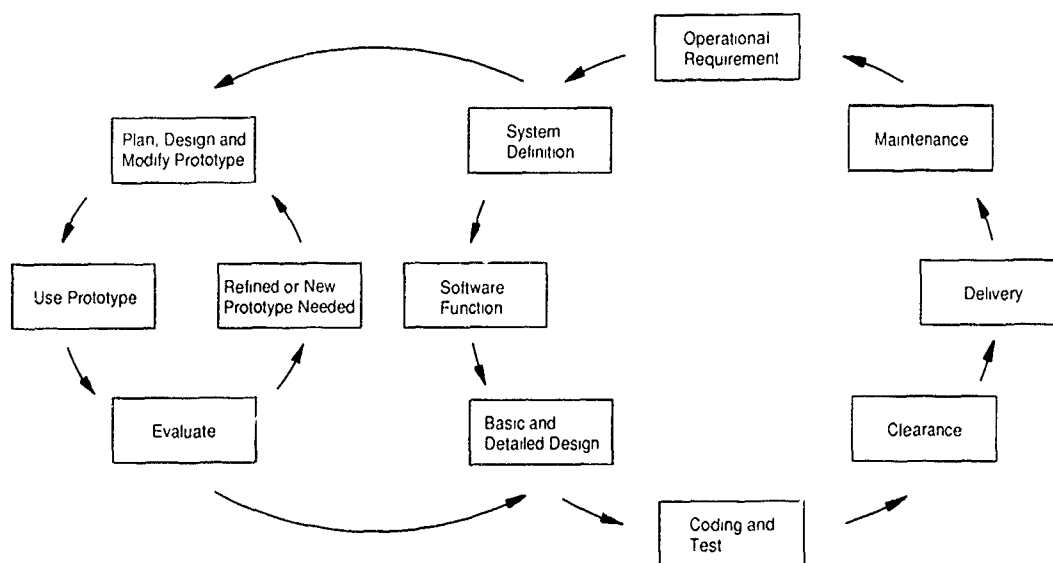 Operational
Requirement
Plan, Design and
Modify Prototype
System
Definition
Maintenance
Use Prototype
Refined or New
Prototype Needed
Software
Function
Delivery
Evaluate
Basic and
Detailed Design
Clearance
Coding and
Test